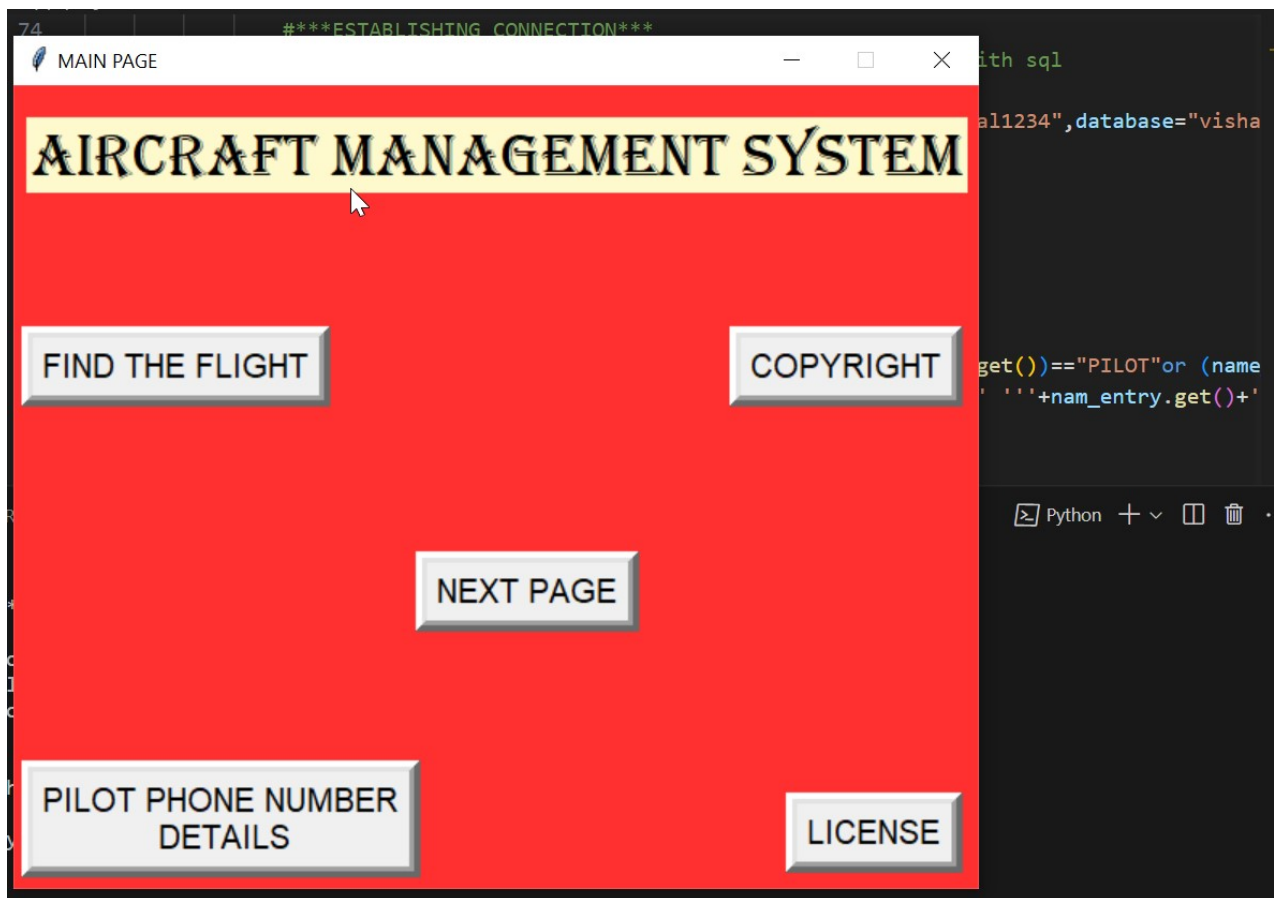 74 #***ESTABLISHING CONNECTION***
MAIN PAGE
ith sql
al1234",database="visha
AIRCRAFT MANAGEMENT SYSTEM
FIND THE FLIGHT
COPYRIGHT
get())=="PILOT"or (name
' '''+nam_entry.get()+'
Python
NEXT PAGE
PILOT PHONE NUMBER
DETAILS
LICENSE